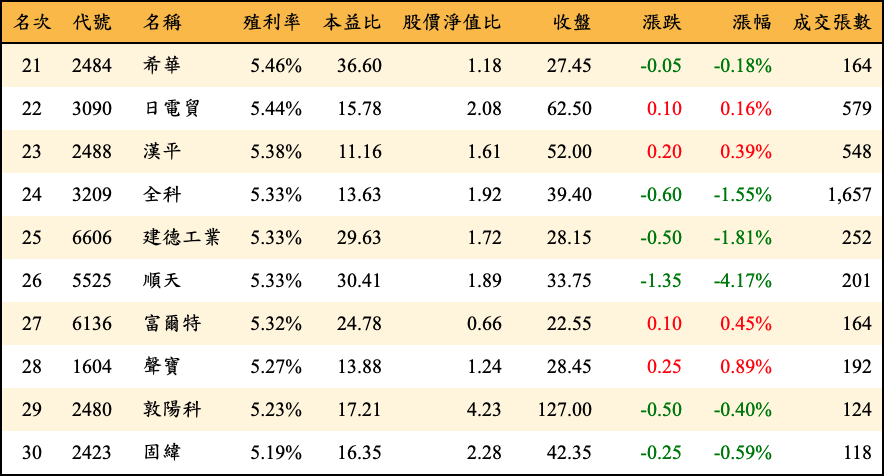 名次 代號 名稱 殖利率 本益比 股價淨值比 收盤 漲跌 漲幅 成交張數
21 2484 希華 5.46% 36.60 1.18 27.45 -0.05 -0.18% 164
22 3090 日電貿 5.44% 15.78 2.08 62.50 0.10 0.16% 579
23 2488 漢平 5.38% 11.16 1.61 52.00 0.20 0.39% 548
24 3209 全科 5.33% 13.63 1.92 39.40 -0.60 -1.55% 1,657
25 6606 建德工業 5.33% 29.63 1.72 28.15 -0.50 -1.81% 252
26 5525 順天 5.33% 30.41 1.89 33.75 -1.35 -4.17% 201
27 6136 富爾特 5.32% 24.78 0.66 22.55 0.10 0.45% 164
28 1604 聲寶 5.27% 13.88 1.24 28.45 0.25 0.89% 192
29 2480 敦陽科 5.23% 17.21 4.23 127.00 -0.50 -0.40% 124
30 2423 固緯 5.19% 16.35 2.28 42.35 -0.25 -0.59% 118